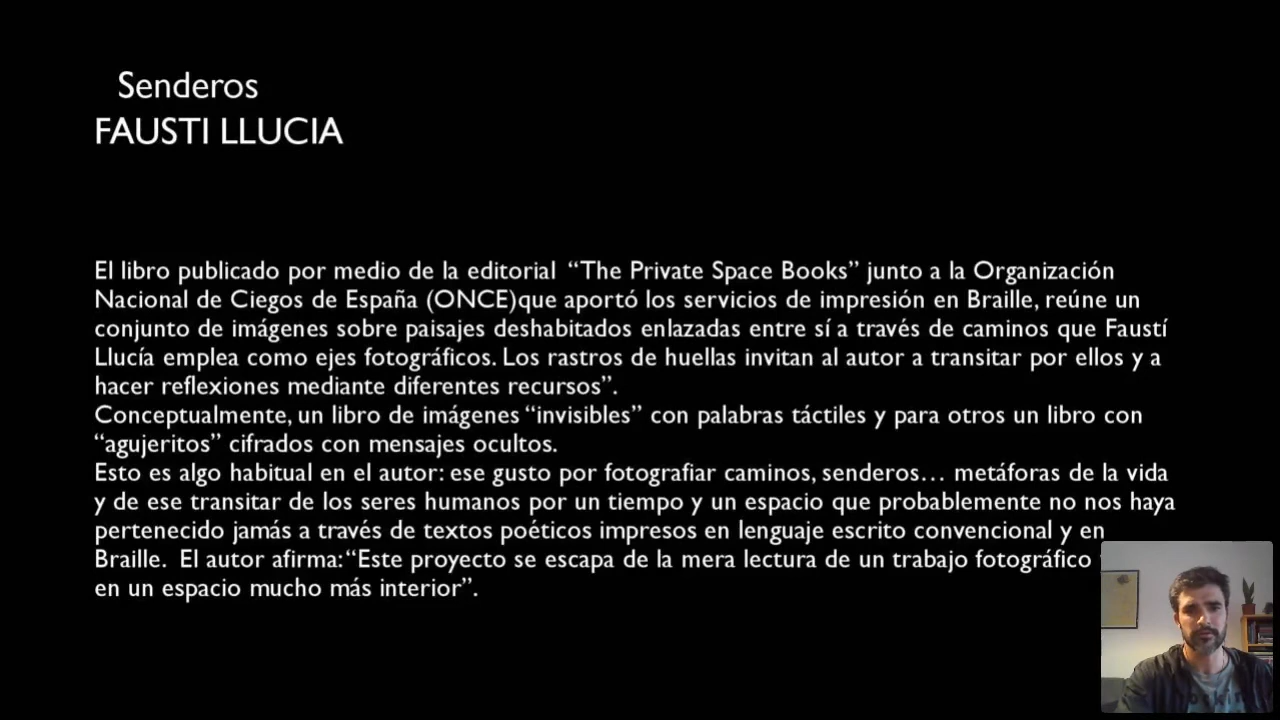 Senderos
FAUSTI LLUCIA
El libro publicado por medio de la editorial “The Private Space Books” junto a la Organización
Nacional de Ciegos de España (ONCE)que aportó los servicios de impresión en Braille, reúne un
conjunto de imágenes sobre paisajes deshabitados enlazadas entre sí a través de caminos que Faustí
Llucía emplea como ejes fotográficos. Los rastros de huellas invitan al autor a transitar por ellos y a
hacer reflexiones mediante diferentes recursos”.
Conceptualmente, un libro de imágenes “invisibles” con palabras táctiles y para otros un libro con
“agujeritos” cifrados con mensajes ocultos.
Esto es algo habitual en el autor: ese gusto por fotografiar caminos, senderos… metáforas de la vida
y de ese transitar de los seres humanos por un tiempo y un espacio que probablemente no nos haya
pertenecido jamás a través de textos poéticos impresos en lenguaje escrito convencional y en
Braille. El autor afirma:“Este proyecto se escapa de la mera lectura de un trabajo fotográfico
en un espacio mucho más interior”.